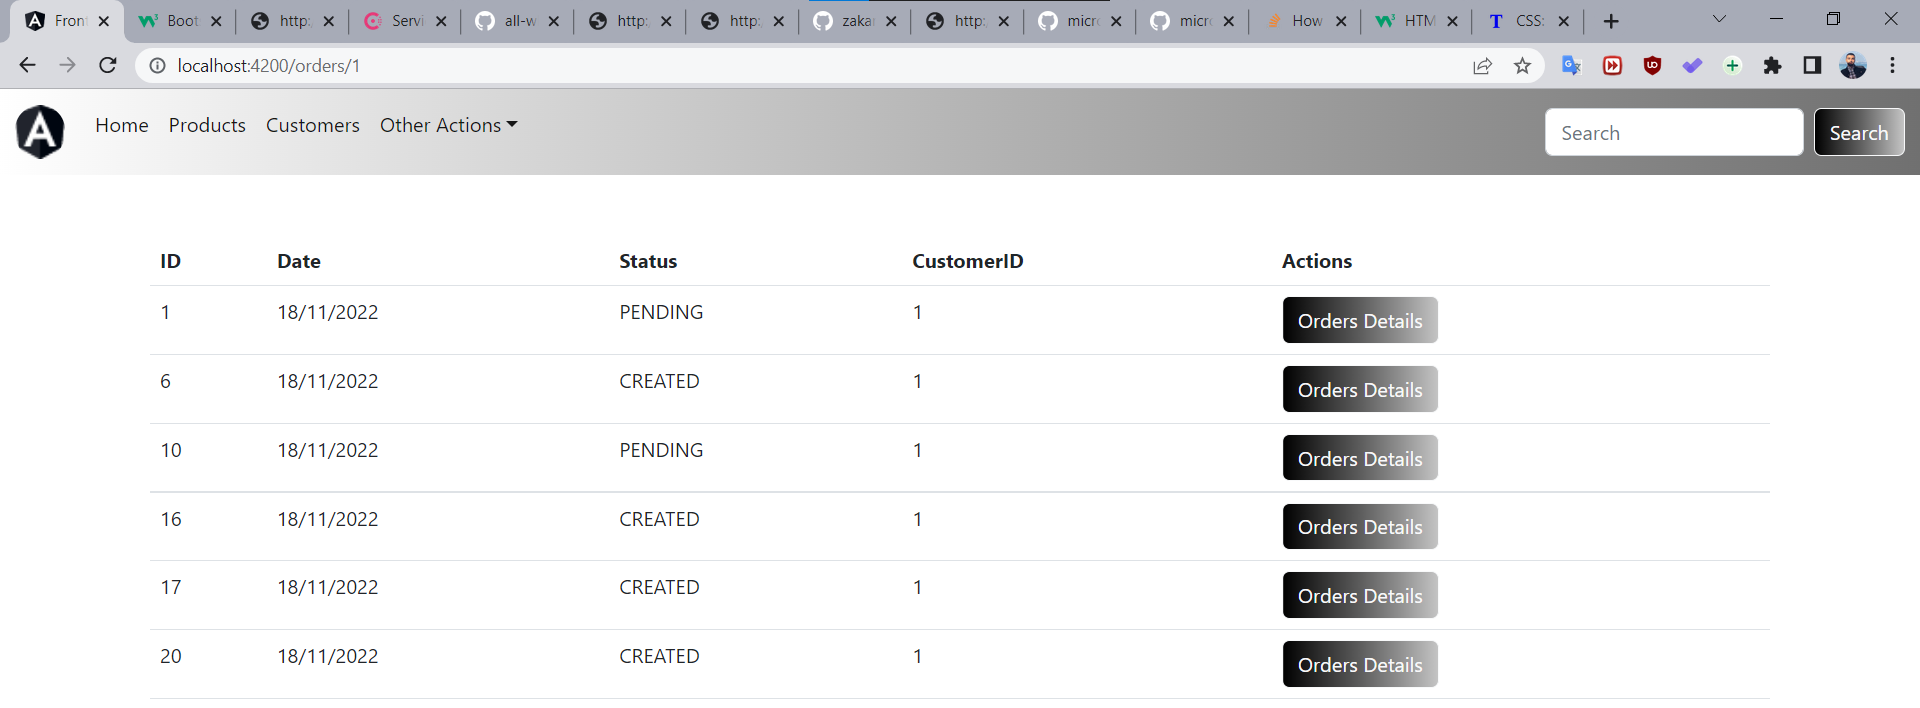 Front Boot http: Servi all-w http: http: zakar http: micro micro How HTM CSS:
localhost:4200/orders/1
Home Products Customers Other Actions Search Search
ID Date Status CustomerID Actions
1 18/11/2022 PENDING 1 Orders Details
6 18/11/2022 CREATED 1 Orders Details
10 18/11/2022 PENDING 1 Orders Details
16 18/11/2022 CREATED 1 Orders Details
17 18/11/2022 CREATED 1 Orders Details
20 18/11/2022 CREATED 1 Orders Details